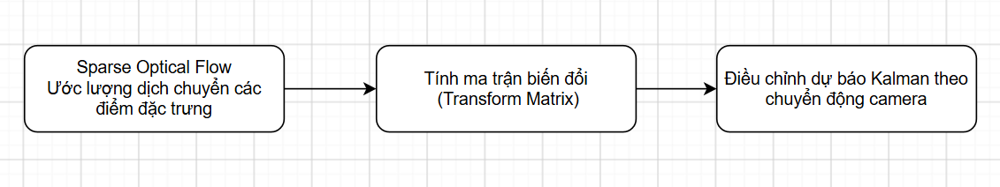 Sparse Optical Flow
Ước lượng dịch chuyển các
điểm đặc trưng
Tính ma trận biến đổi
(Transform Matrix)
Điều chỉnh dự báo Kalman theo
chuyển động camera